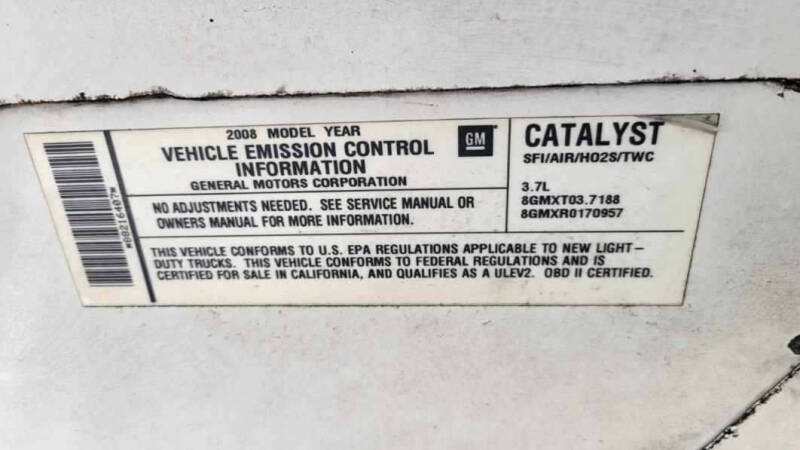 2008 MODEL YEAR
VEHICLE EMISSION CONTROL
INFORMATION
GENERAL MOTORS CORPORATION
GM
NO ADJUSTMENTS NEEDED. SEE SERVICE MANUAL OR
OWNERS MANUAL FOR MORE INFORMATION.
CATALYST
SFI/AIR/HO2S/TWC
3.7L
8GMXT03.7188
8GMXR0170957
THIS VEHICLE CONFORMS TO U.S. EPA REGULATIONS APPLICABLE TO NEW LIGHT-
DUTY TRUCKS. THIS VEHICLE CONFORMS TO FEDERAL REGULATIONS AND IS
CERTIFIED FOR SALE IN CALIFORNIA, AND QUALIFIES AS A ULEV2. OBD II CERTIFIED.
*88216407*